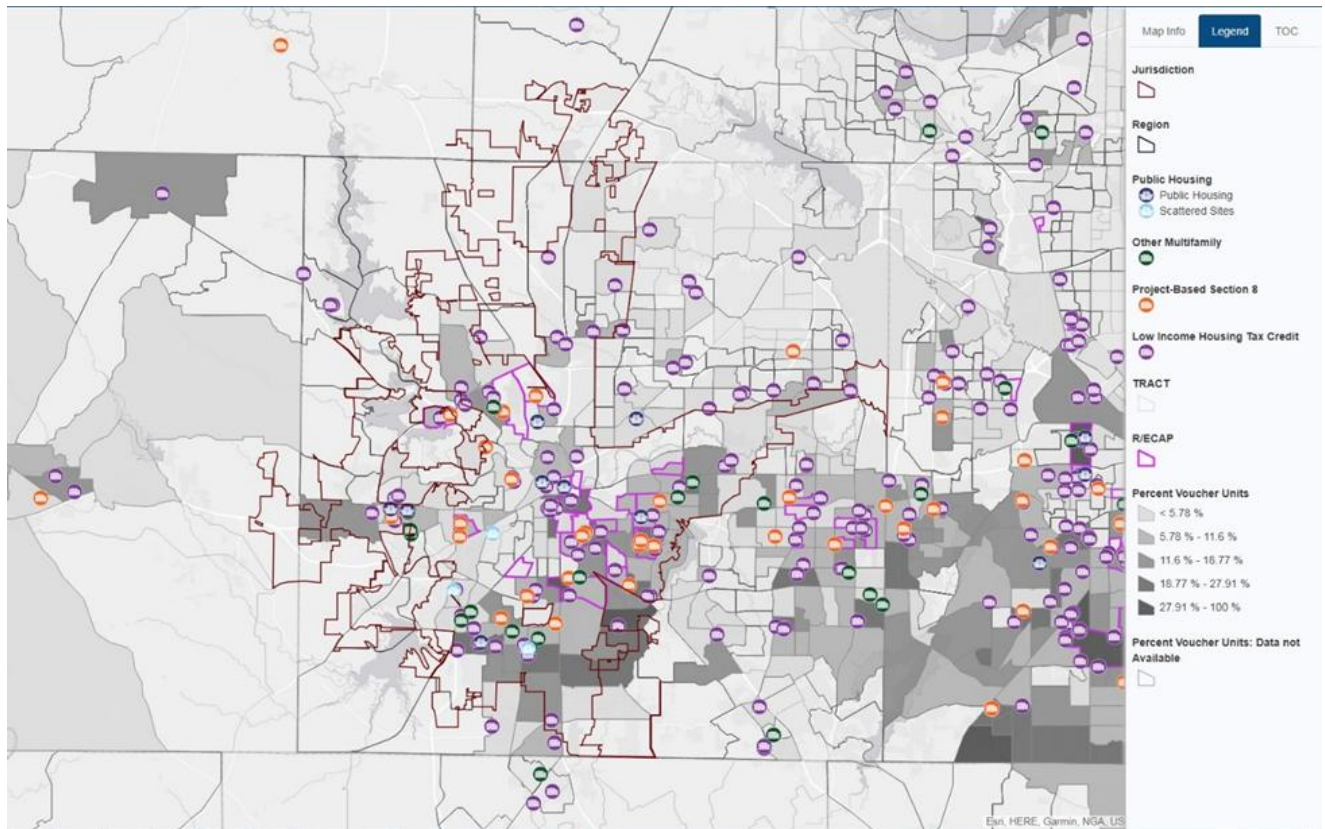 Map Info Legend TOC
Jurisdiction
Region
Public Housing
Public Housing
Scattered Sites
Other Multifamily
Project-Based Section 8
Low Income Housing Tax Credit
TRACT
R/ECAP
Percent Voucher Units
< 5.78 %
5.78 % - 11.6 %
11.6 % - 18.77 %
18.77 % - 27.91 %
27.91 % - 100 %
Percent Voucher Units: Data not
Available
Esri, HERE, Garmin, NGA, US